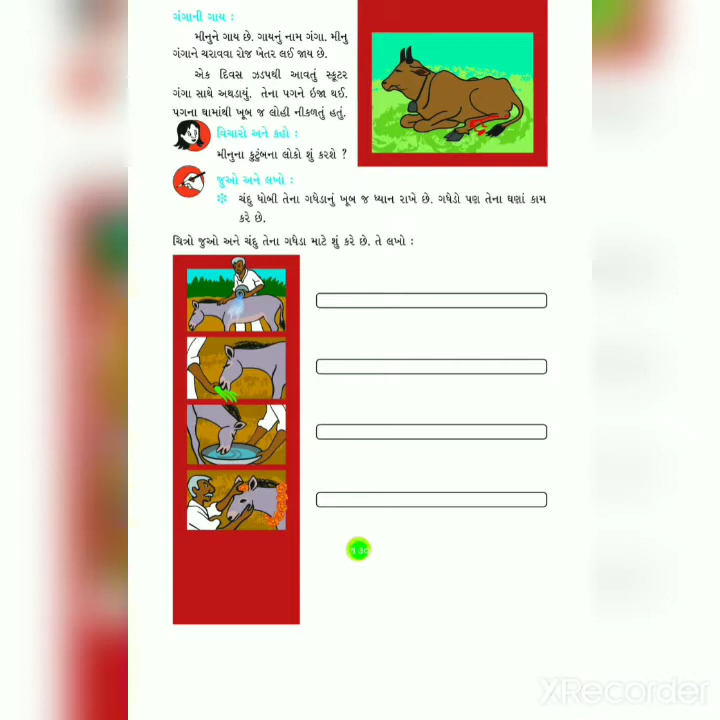 ગંગાની ગાય :
મીનુને ગાય છે. ગાયનું નામ ગંગા. મીનુ
ગંગાને ચરાવવા રોજ ખેતર લઈ જાય છે.
એક દિવસ ઝડપથી આવતું સ્કૂટર
ગંગા સાથે અથડાયું. તેના પગને ઇજા થઈ.
પગના ઘામાંથી ખૂબ જ લોહી નીકળતું હતું.
વિચારો અને કહો :
મીનુના કુટુંબના લોકો શું કરશે ?
જુઓ અને લખો :
ચંદુ ધોબી તેના ગધેડાનું ખૂબ જ ધ્યાન રાખે છે. ગધેડો પણ તેના ઘણાં કામ
કરે છે.
ચિત્રો જુઓ અને ચંદુ તેના ગધેડા માટે શું કરે છે. તે લખો :
XRecorder